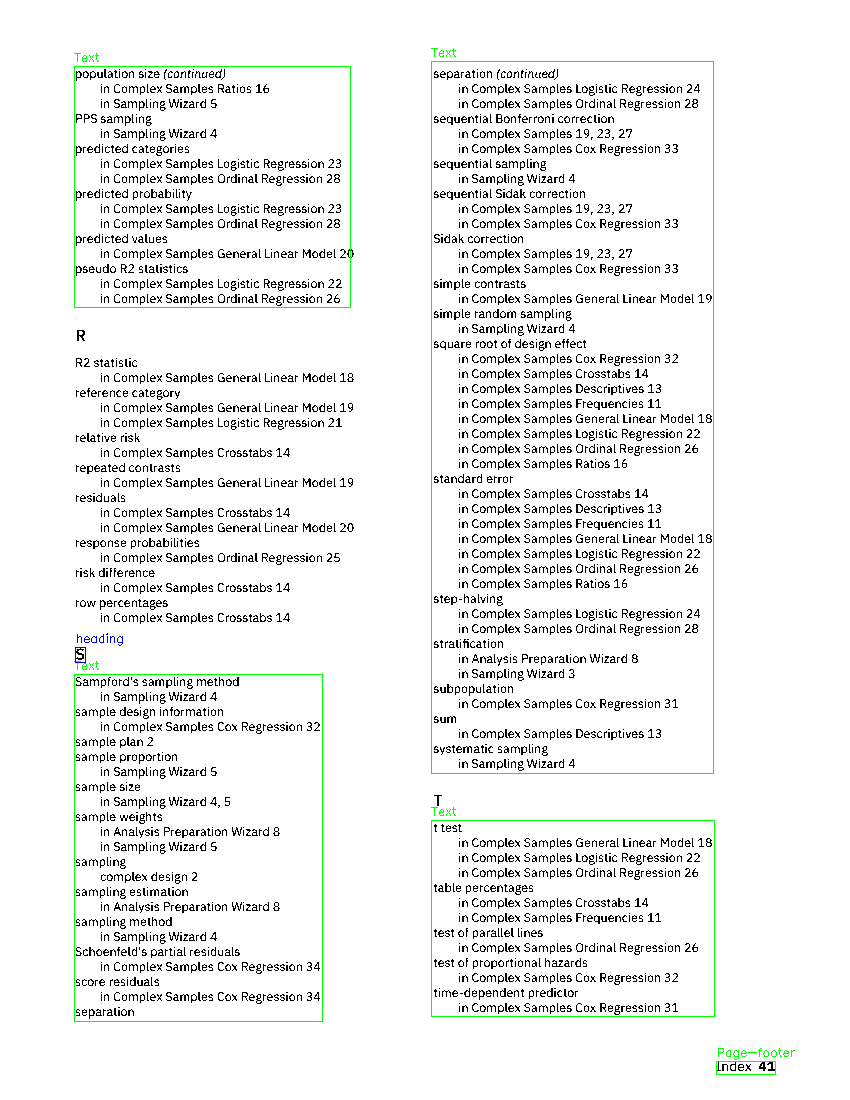 Text
population size (continued)
in Complex Samples Ratios 16
in Sampling Wizard 5
PPS sampling
in Sampling Wizard 4
predicted categories
in Complex Samples Logistic Regression 23
in Complex Samples Ordinal Regression 28
predicted probability
in Complex Samples Logistic Regression 23
in Complex Samples Ordinal Regression 28
predicted values
in Complex Samples General Linear Model 20
pseudo R2 statistics
in Complex Samples Logistic Regression 22
in Complex Samples Ordinal Regression 26
R
R2 statistic
in Complex Samples General Linear Model 18
reference category
in Complex Samples General Linear Model 19
in Complex Samples Logistic Regression 21
relative risk
in Complex Samples Crosstabs 14
repeated contrasts
in Complex Samples General Linear Model 19
residuals
in Complex Samples Crosstabs 14
in Complex Samples General Linear Model 20
response probabilities
in Complex Samples Ordinal Regression 25
risk difference
in Complex Samples Crosstabs 14
row percentages
in Complex Samples Crosstabs 14
heading
S
Text
Sampford's sampling method
in Sampling Wizard 4
sample design information
in Complex Samples Cox Regression 32
sample plan 2
sample proportion
in Sampling Wizard 5
sample size
in Sampling Wizard 4, 5
sample weights
in Analysis Preparation Wizard 8
in Sampling Wizard 5
sampling
complex design 2
sampling estimation
in Analysis Preparation Wizard 8
sampling method
in Sampling Wizard 4
Schoenfeld's partial residuals
in Complex Samples Cox Regression 34
score residuals
in Complex Samples Cox Regression 34
separation
Text
separation (continued)
in Complex Samples Logistic Regression 24
in Complex Samples Ordinal Regression 28
sequential Bonferroni correction
in Complex Samples 19, 23, 27
in Complex Samples Cox Regression 33
sequential sampling
in Sampling Wizard 4
sequential Sidak correction
in Complex Samples 19, 23, 27
in Complex Samples Cox Regression 33
Sidak correction
in Complex Samples 19, 23, 27
in Complex Samples Cox Regression 33
simple contrasts
in Complex Samples General Linear Model 19
simple random sampling
in Sampling Wizard 4
square root of design effect
in Complex Samples Cox Regression 32
in Complex Samples Crosstabs 14
in Complex Samples Descriptives 13
in Complex Samples Frequencies 11
in Complex Samples General Linear Model 18
in Complex Samples Logistic Regression 22
in Complex Samples Ordinal Regression 26
in Complex Samples Ratios 16
standard error
in Complex Samples Crosstabs 14
in Complex Samples Descriptives 13
in Complex Samples Frequencies 11
in Complex Samples General Linear Model 18
in Complex Samples Logistic Regression 22
in Complex Samples Ordinal Regression 26
in Complex Samples Ratios 16
step-halving
in Complex Samples Logistic Regression 24
in Complex Samples Ordinal Regression 28
stratification
in Analysis Preparation Wizard 8
in Sampling Wizard 3
subpopulation
in Complex Samples Cox Regression 31
sum
in Complex Samples Descriptives 13
systematic sampling
in Sampling Wizard 4
T
Text
t test
in Complex Samples General Linear Model 18
in Complex Samples Logistic Regression 22
in Complex Samples Ordinal Regression 26
table percentages
in Complex Samples Crosstabs 14
in Complex Samples Frequencies 11
test of parallel lines
in Complex Samples Ordinal Regression 26
test of proportional hazards
in Complex Samples Cox Regression 32
time-dependent predictor
in Complex Samples Cox Regression 31
Page-footer
Index 41